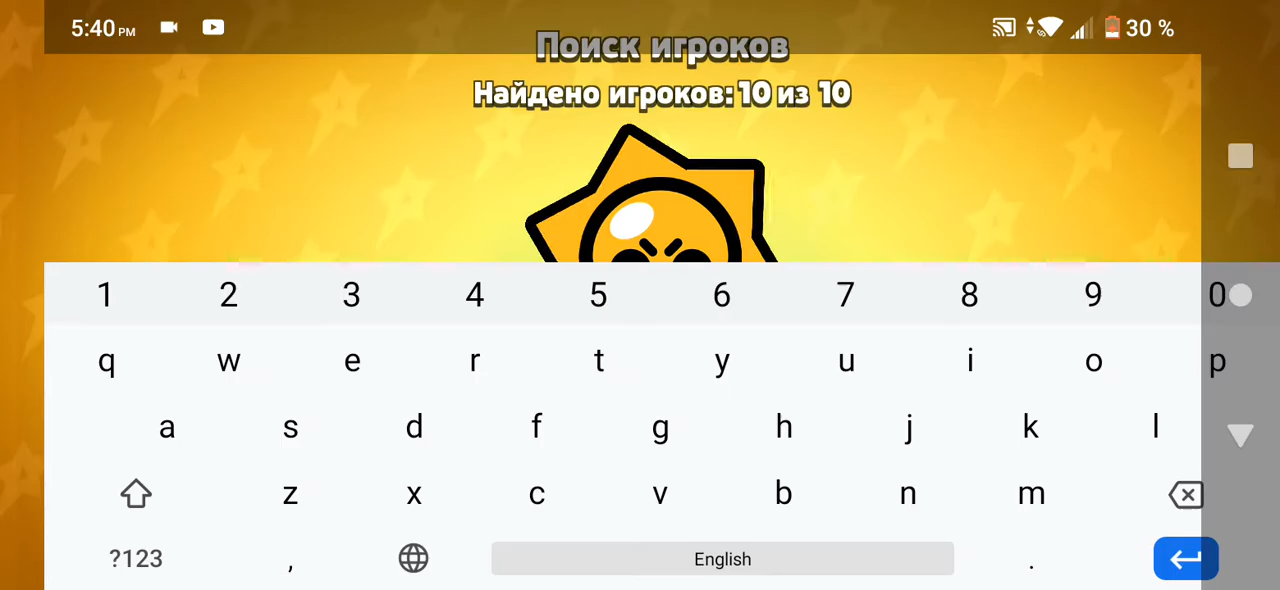 5:40 PM
30 %
Поиск игроков
Найдено игроков: 10 из 10
1 2 3 4 5 6 7 8 9 0
q w e r t y u i o p
a s d f g h j k l
z x c v b n m
?123 , English .